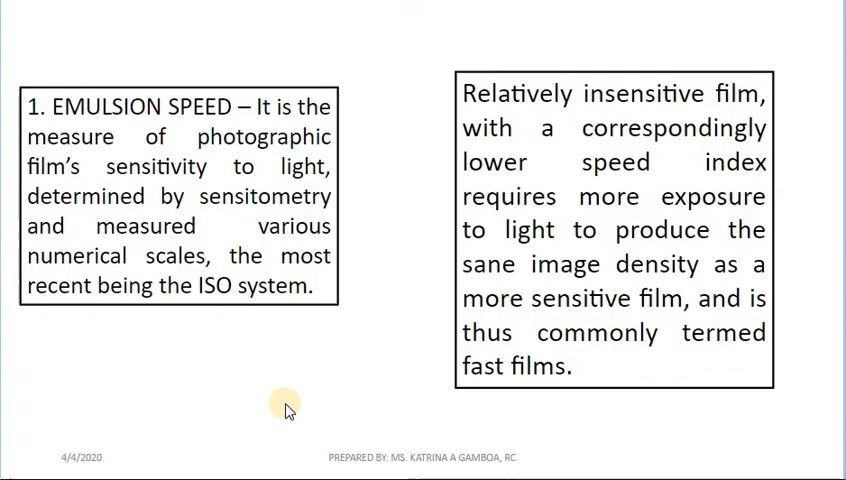 1. EMULSION SPEED – It is the
measure of photographic
film's sensitivity to light,
determined by sensitometry
and measured various
numerical scales, the most
recent being the ISO system.
Relatively insensitive film,
with a correspondingly
lower speed index
requires more exposure
to light to produce the
sane image density as a
more sensitive film, and is
thus commonly termed
fast films.
4/4/2020
PREPARED BY: MS. KATRINA A GAMBOA, RC